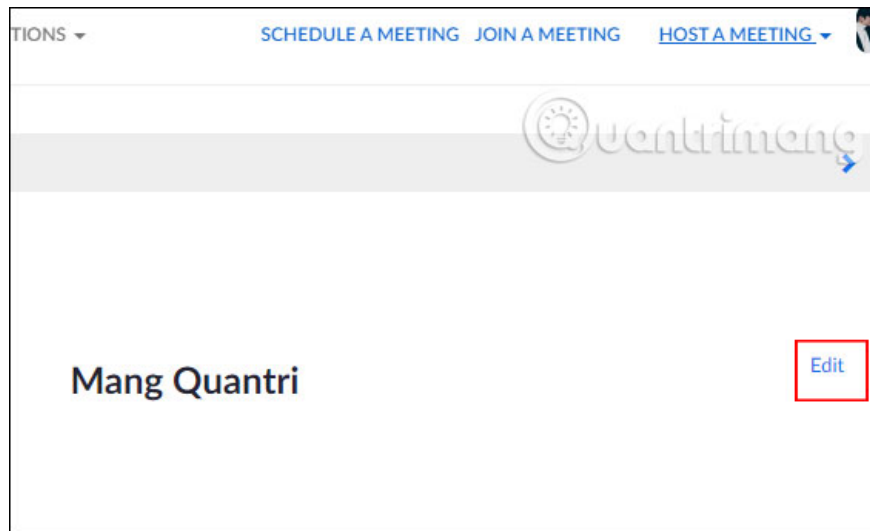 TIONS SCHEDULE A MEETING JOIN A MEETING HOST A MEETING
Quantrimang
Mang Quantri
Edit